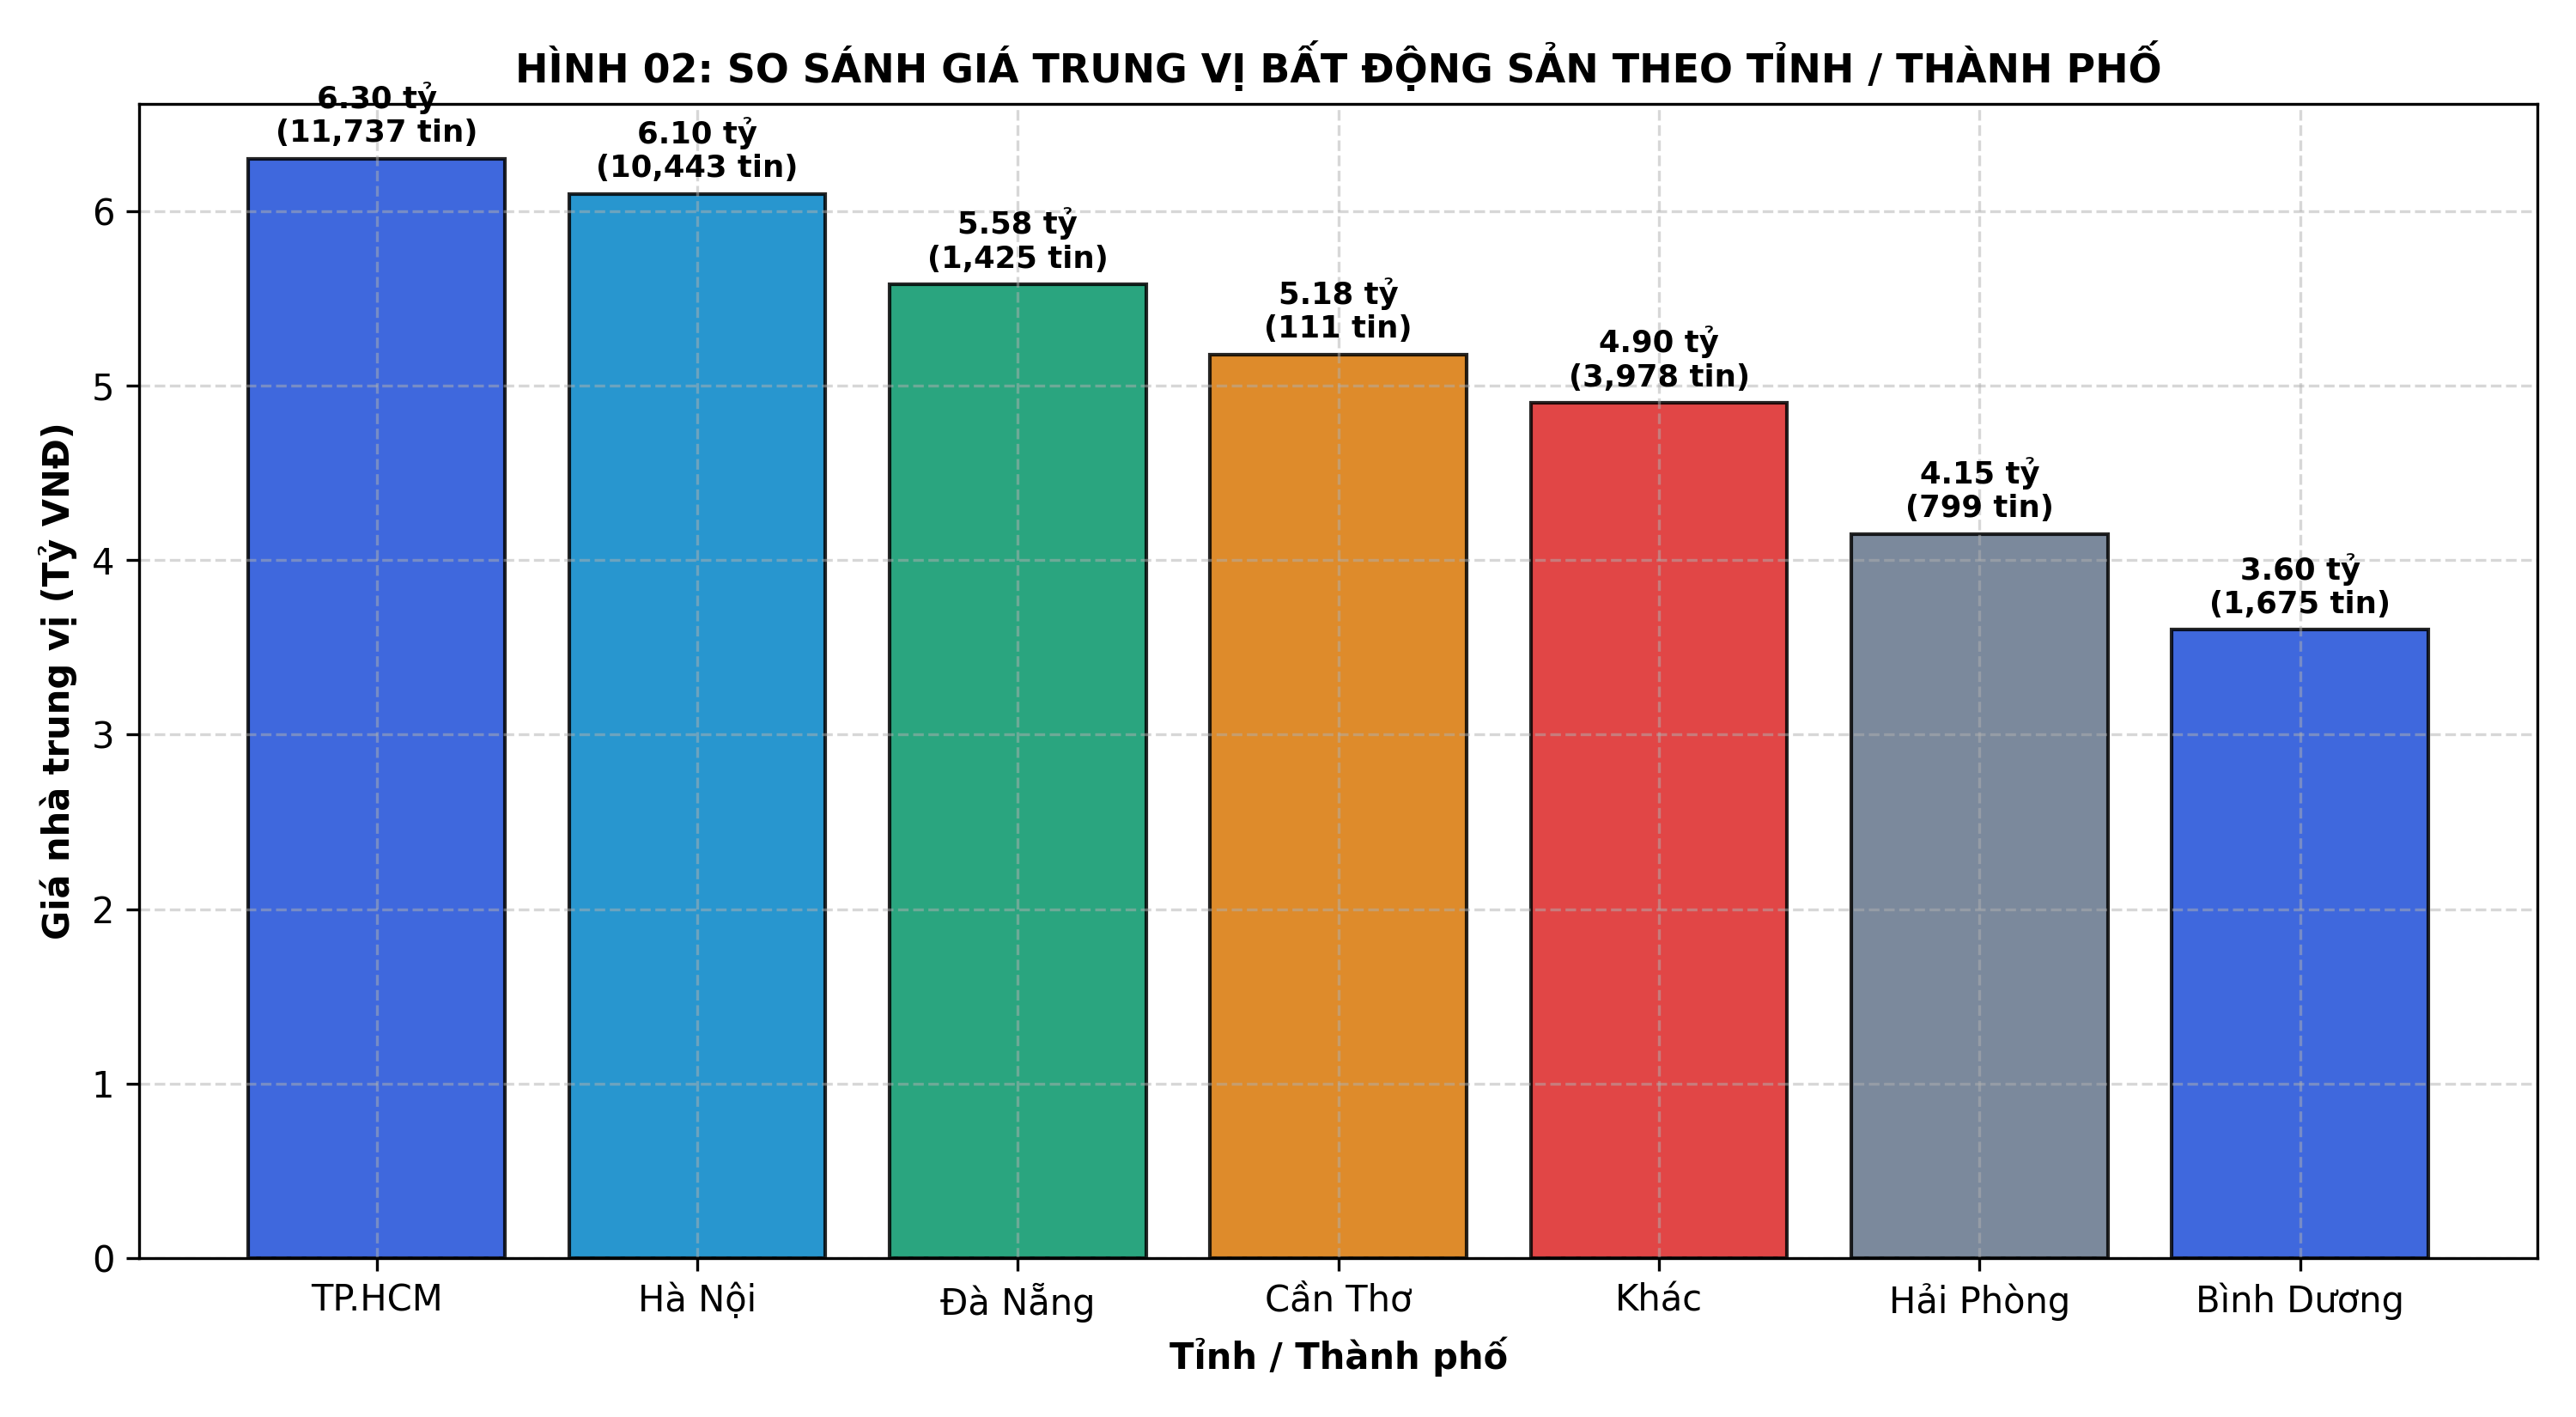 HÌNH 02: SO SÁNH GIÁ TRUNG VỊ BẤT ĐỘNG SẢN THEO TỈNH / THÀNH PHỐ
6.30 tỷ
(11,737 tin)
6.10 tỷ
(10,443 tin)
5.58 tỷ
(1,425 tin)
5.18 tỷ
(111 tin)
4.90 tỷ
(3,978 tin)
4.15 tỷ
(799 tin)
3.60 tỷ
(1,675 tin)
Giá nhà trung vị (Tỷ VNĐ)
6
5
4
3
2
1
0
TP.HCM
Hà Nội
Đà Nẵng
Cần Thơ
Khác
Hải Phòng
Bình Dương
Tỉnh / Thành phố